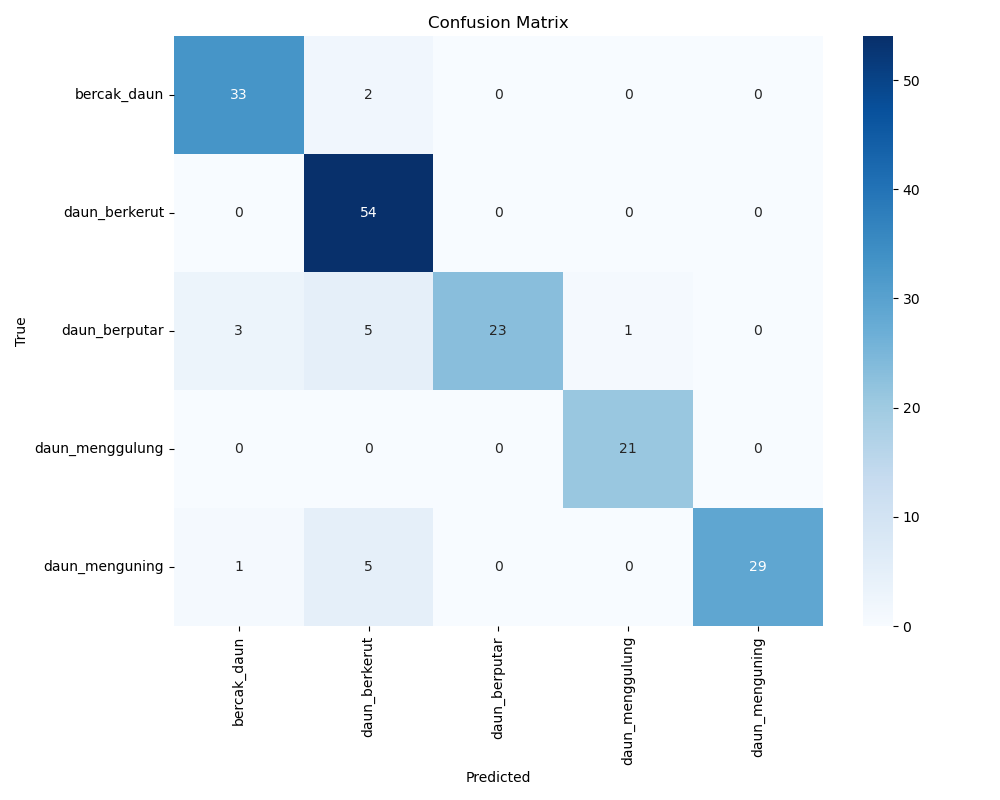 Confusion Matrix
True
bercak_daun 33 2 0 0 0
daun_berkerut 0 54 0 0 0
daun_berputar 3 5 23 1 0
daun_menggulung 0 0 0 21 0
daun_menguning 1 5 0 0 29
bercak_daun daun_berkerut daun_berputar daun_menggulung daun_menguning
Predicted
50
40
30
20
10
0